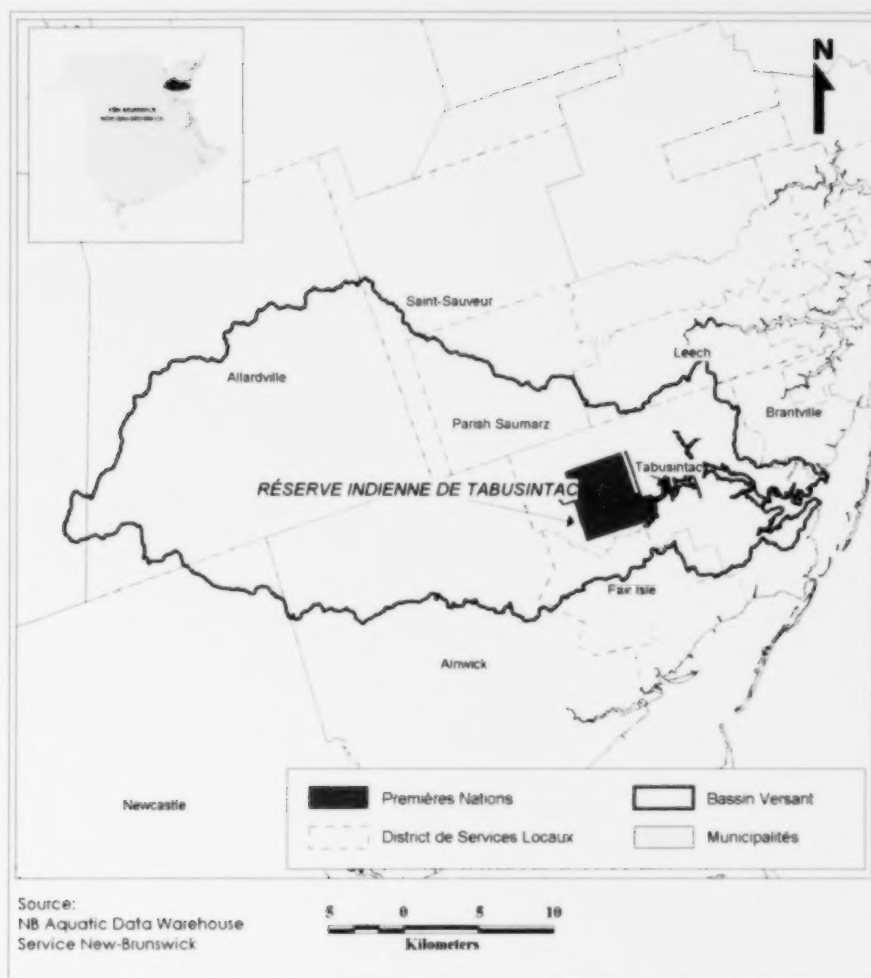 N
Saint-Sauveur
Leech
Allardville
Brantville
Parish Saumarz
Tabusintac
RÉSERVE INDIENNE DE TABUSINTAC
Fair Isle
Alnwick
Newcastle
Premières Nations
Bassin Versant
District de Services Locaux
Municipalités
Source:
NB Aquatic Data Warehouse
Service New-Brunswick
5 0 5 10
Kilometers